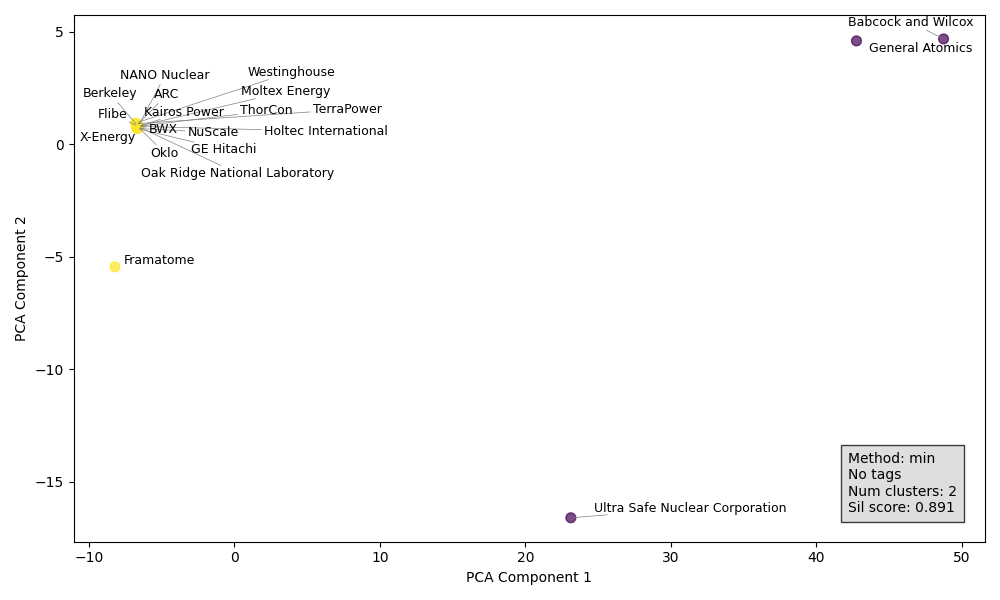 Babcock and Wilcox
General Atomics
NANO Nuclear
Westinghouse
Berkeley
ARC
Moltex Energy
Flibe
Kairos Power
ThorCon
TerraPower
X-Energy
BWX
NuScale
Holtec International
Oklo
GE Hitachi
Oak Ridge National Laboratory
Framatome
Ultra Safe Nuclear Corporation
Method: min
No tags
Num clusters: 2
Sil score: 0.891
5
0
−5
−10
−15
PCA Component 2
−10
0
10
20
30
40
50
PCA Component 1